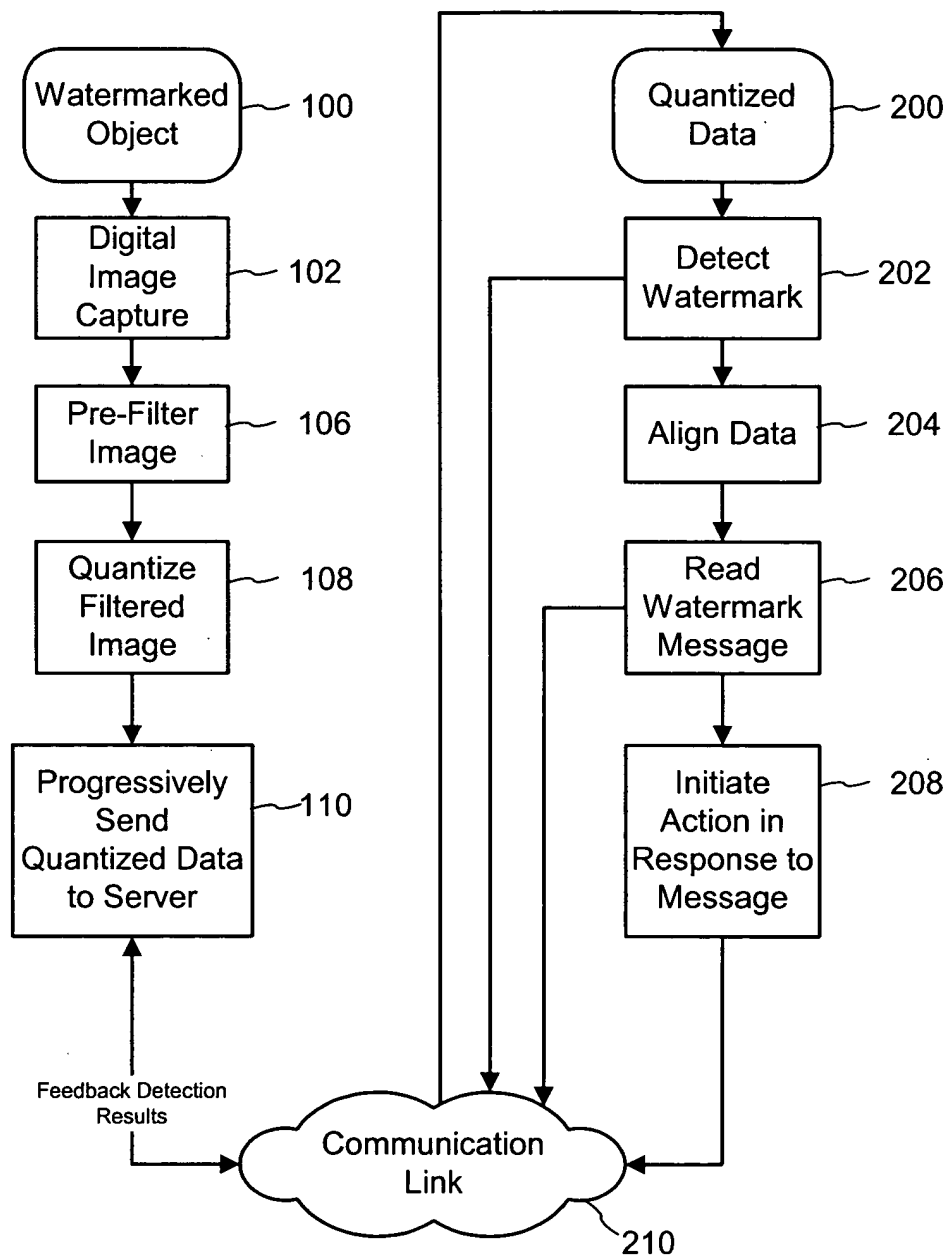 Watermarked
Object
100
Digital
Image
Capture
102
Pre-Filter
Image
106
Quantize
Filtered
Image
108
Progressively
Send
Quantized Data
to Server
110
Feedback Detection
Results
Quantized
Data
200
Detect
Watermark
202
Align Data
204
Read
Watermark
Message
206
Initiate
Action in
Response to
Message
208
Communication
Link
210